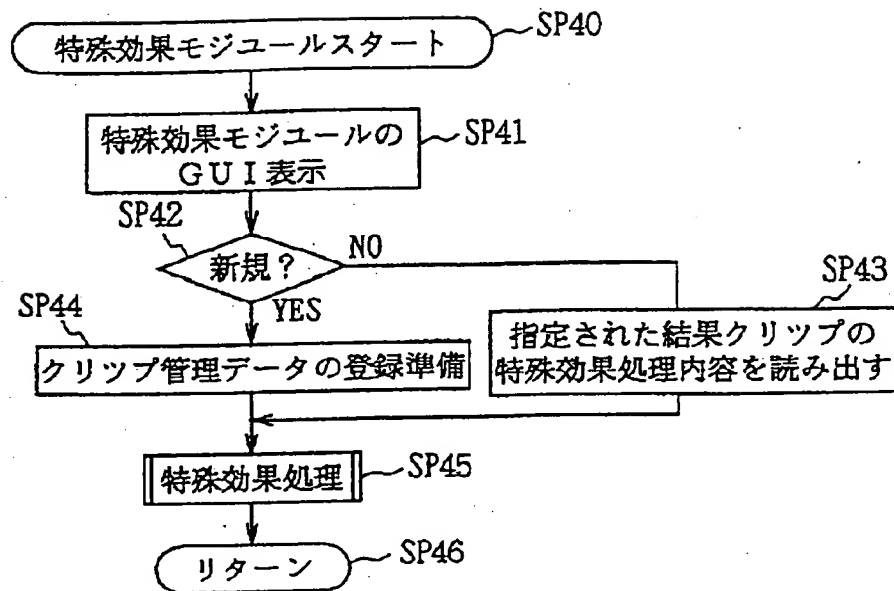 特殊効果モジユールスタート
SP40
特殊効果モジユールの
ＧＵＩ表示
SP41
SP42
新規？
NO
YES
SP43
指定された結果クリツプの
特殊効果処理内容を読み出す
SP44
クリツプ管理データの登録準備
特殊効果処理
SP45
リターン
SP46